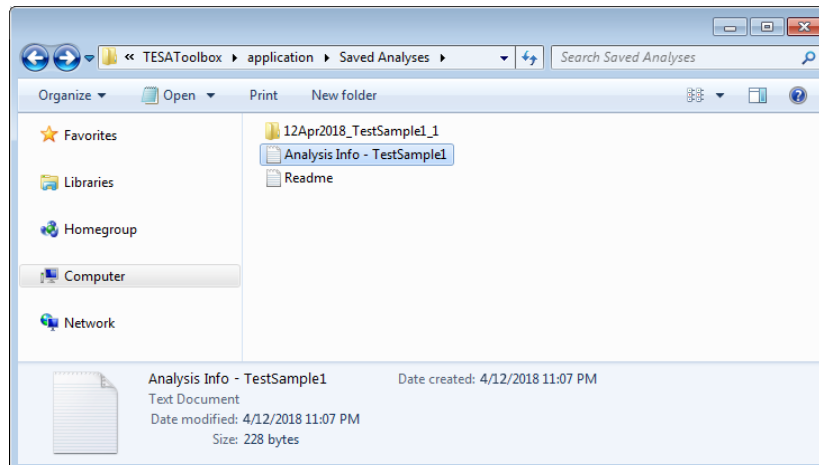 « TESAToolbox ▸ application ▸ Saved Analyses ▸
Search Saved Analyses
Organize Open Print New folder
Favorites
Libraries
Homegroup
Computer
Network
12Apr2018_TestSample1_1
Analysis Info - TestSample1
Readme
Analysis Info - TestSample1 Date created: 4/12/2018 11:07 PM
Text Document
Date modified: 4/12/2018 11:07 PM
Size: 228 bytes